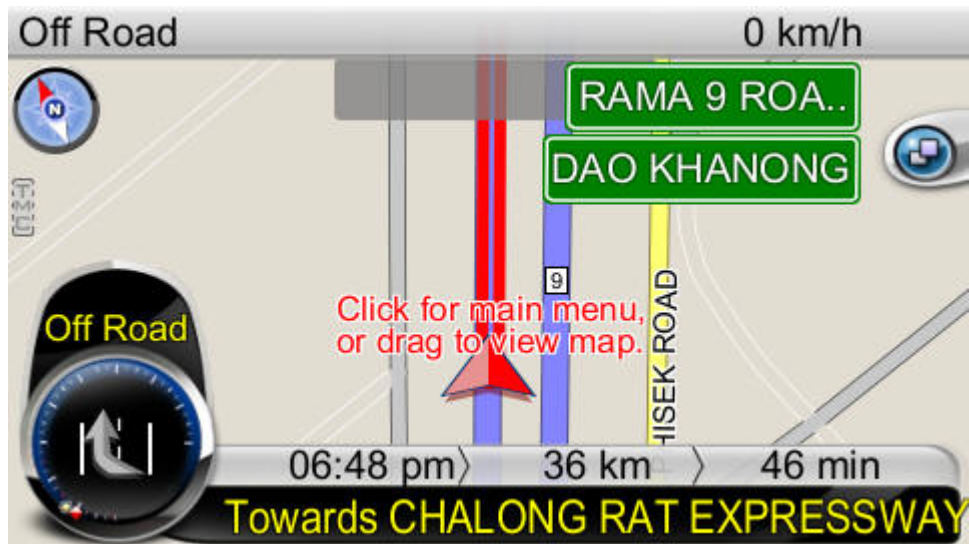 Off Road
0 km/h
N
RAMA 9 ROA..
DAO KHANONG
TMC
9
Click for main menu,
or drag to view map.
Off Road
HISEK ROAD
06:48 pm
36 km
46 min
Towards CHALONG RAT EXPRESSWAY